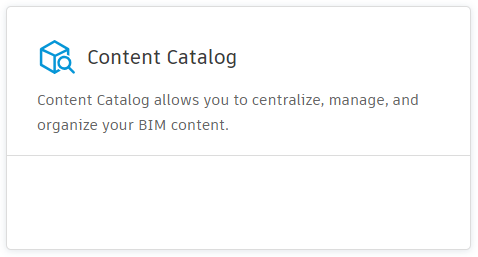 Content Catalog
Content Catalog allows you to centralize, manage, and
organize your BIM content.